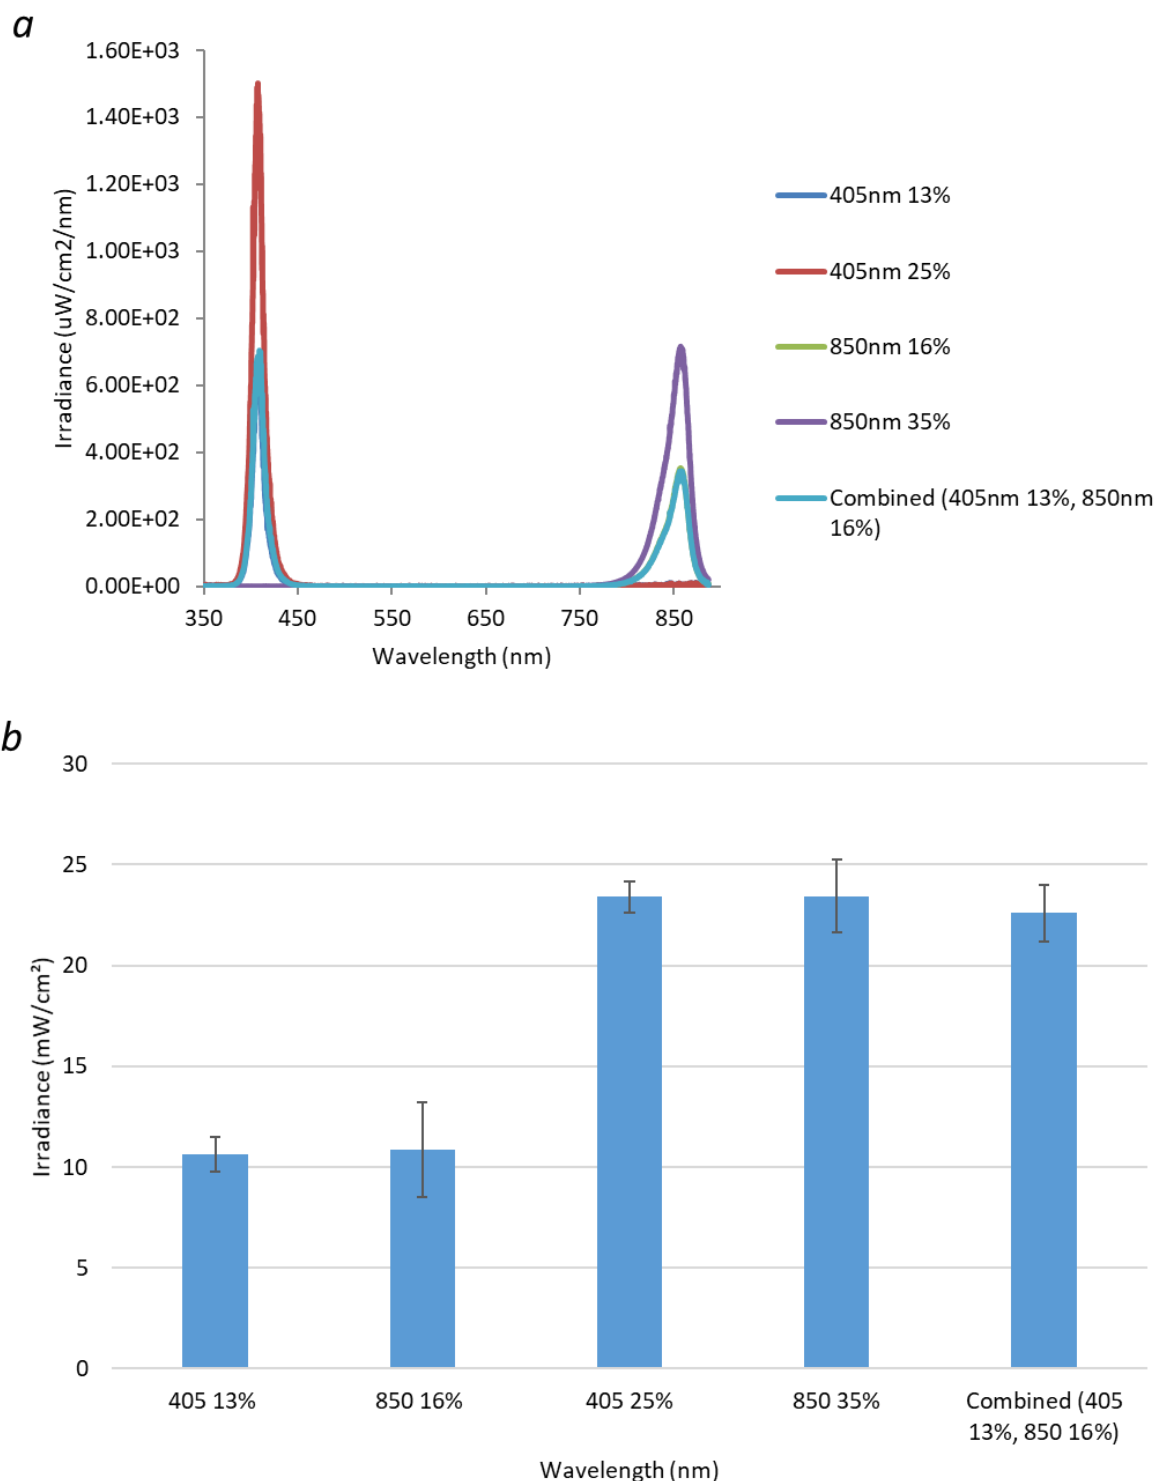 a
1.60E+03
1.40E+03
1.20E+03
1.00E+03
8.00E+02
6.00E+02
4.00E+02
2.00E+02
0.00E+00
Irradiance (uW/cm2/nm)
350 450 550 650 750 850
Wavelength (nm)
405nm 13%
405nm 25%
850nm 16%
850nm 35%
Combined (405nm 13%, 850nm
16%)
b
30
25
20
15
10
5
0
Irradiance (mW/cm²)
405 13% 850 16% 405 25% 850 35% Combined (405
13%, 850 16%)
Wavelength (nm)